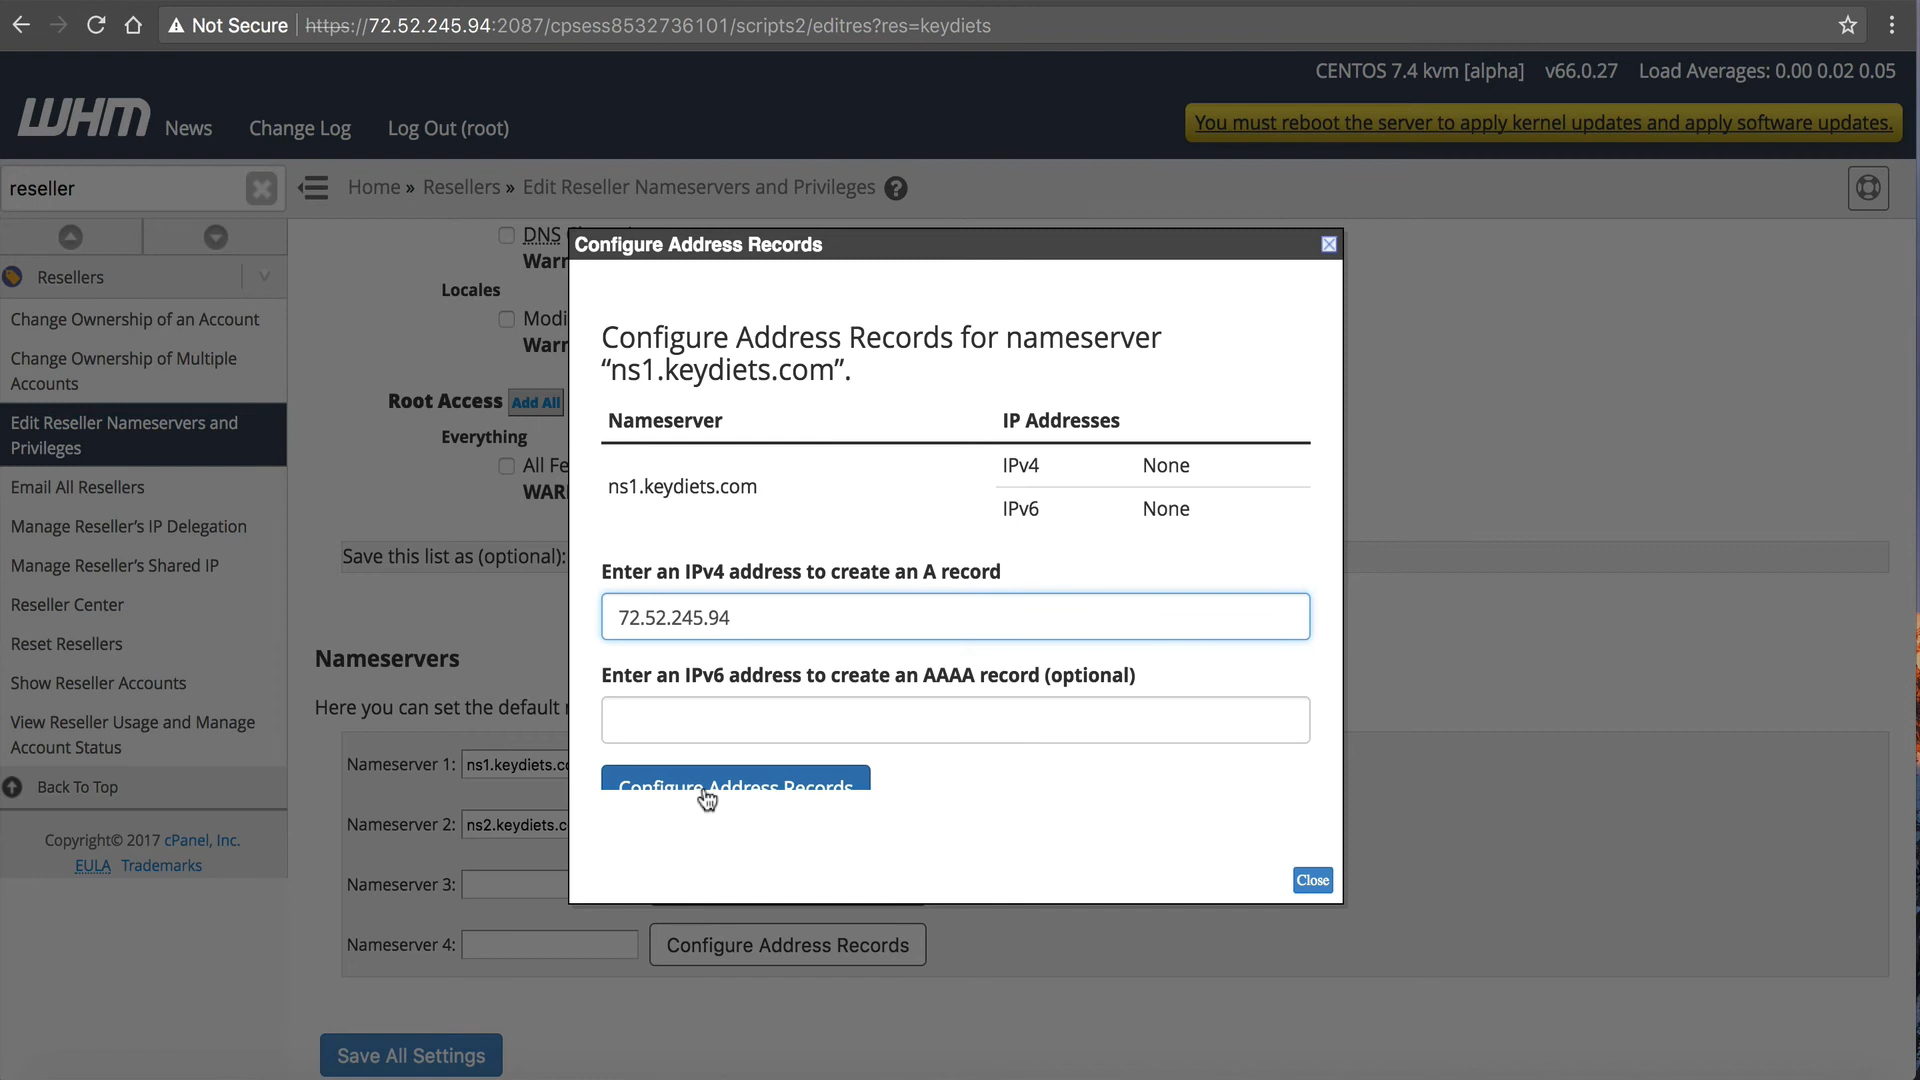 Not Secure https://72.52.245.94:2087/cpsess8532736101/scripts2/editres?res=keydiets
CENTOS 7.4 kvm [alpha] v66.0.27 Load Averages: 0.00 0.02 0.05
WHM News Change Log Log Out (root)
You must reboot the server to apply kernel updates and apply software updates.
reseller
Home » Resellers » Edit Reseller Nameservers and Privileges
Resellers
Change Ownership of an Account
Change Ownership of Multiple
Accounts
Edit Reseller Nameservers and
Privileges
Email All Resellers
Manage Reseller's IP Delegation
Manage Reseller's Shared IP
Reseller Center
Reset Resellers
Show Reseller Accounts
View Reseller Usage and Manage
Account Status
Back To Top
Copyright© 2017 cPanel, Inc.
EULA Trademarks
DNS
Warr
Locales
Modi
Warr
Root Access Add All
Everything
All Fe
WARI
Save this list as (optional):
Nameservers
Here you can set the default
Nameserver 1: ns1.keydiets.co
Nameserver 2: ns2.keydiets.c
Nameserver 3:
Nameserver 4: Configure Address Records
Save All Settings
Configure Address Records
Configure Address Records for nameserver
“ns1.keydiets.com”.
Nameserver IP Addresses
IPv4 None
ns1.keydiets.com
IPv6 None
Enter an IPv4 address to create an A record
72.52.245.94
Enter an IPv6 address to create an AAAA record (optional)
Configure Address Records
Close